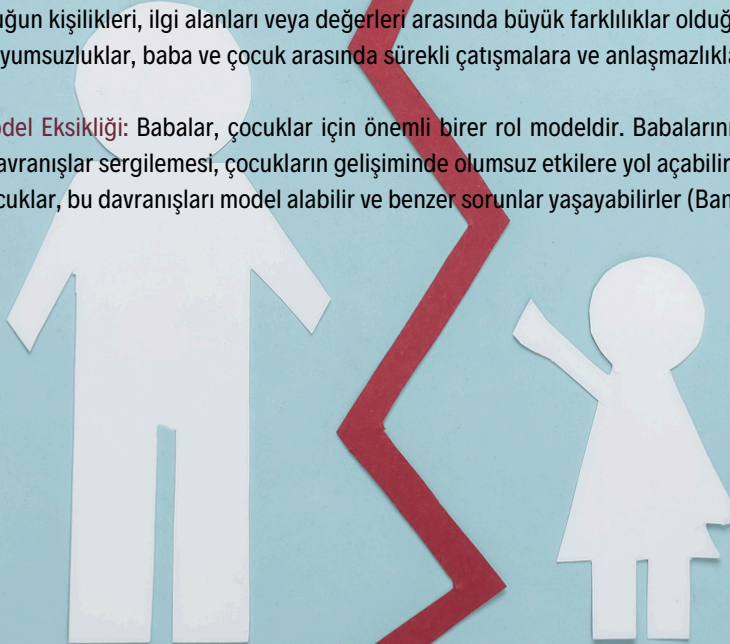 uğun kişilikleri, ilgi alanları veya değerleri arasında büyük farklılıklar olduğ
yumsuzluklar, baba ve çocuk arasında sürekli çatışmalara ve anlaşmazlıkla
del Eksikliği: Babalar, çocuklar için önemli birer rol modeldir. Babalarını
avranışlar sergilemesi, çocukların gelişiminde olumsuz etkilere yol açabilir
cuklar, bu davranışları model alabilir ve benzer sorunlar yaşayabilirler (Ban